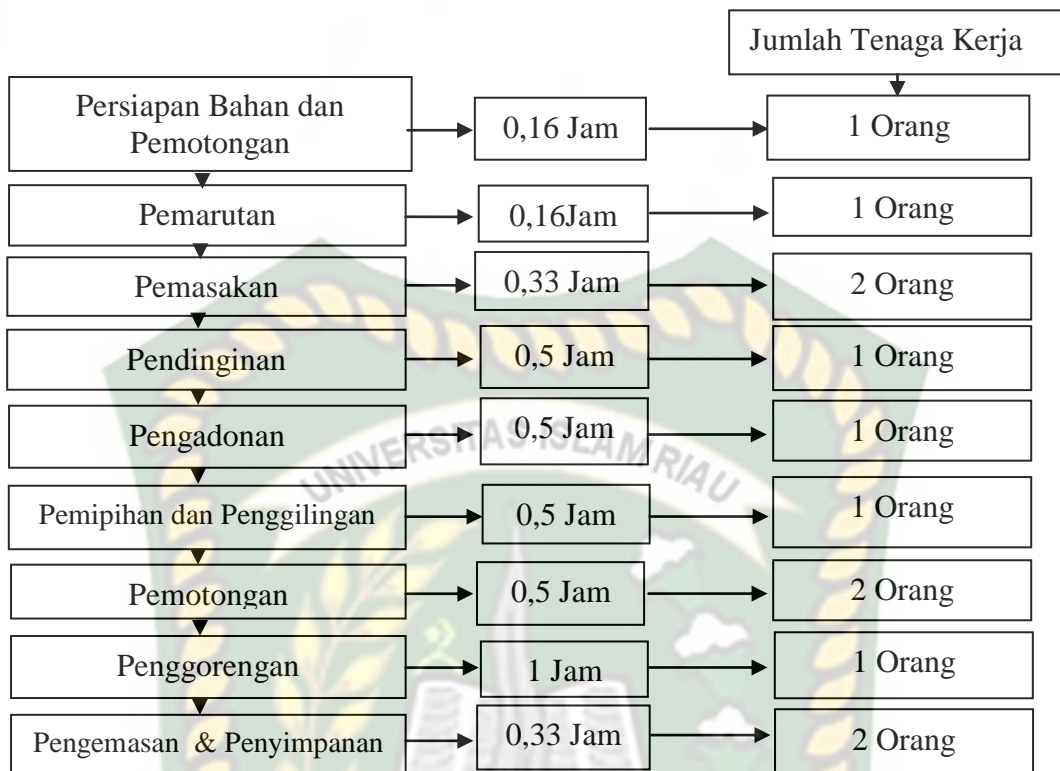 Jumlah Tenaga Kerja
Persiapan Bahan dan
Pemotongan
0,16 Jam
1 Orang
Pemarutan
0,16Jam
1 Orang
Pemasakan
0,33 Jam
2 Orang
Pendinginan
0,5 Jam
1 Orang
Pengadonan
0,5 Jam
1 Orang
UNIVERSITAS ISLAM RIAU
Pemipihan dan Penggilingan
0,5 Jam
1 Orang
Pemotongan
0,5 Jam
2 Orang
Penggorengan
1 Jam
1 Orang
Pengemasan & Penyimpanan
0,33 Jam
2 Orang